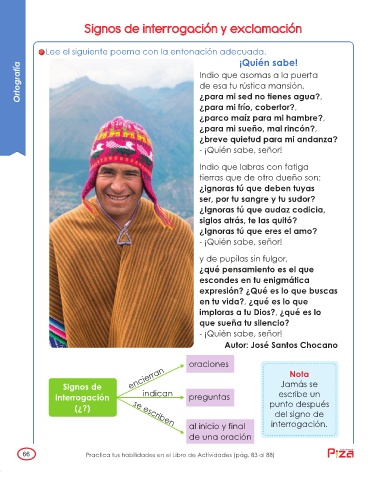 Signos de interrogación y exclamación
Ortografía
Lee el siguiente poema con la entonación adecuada.
¡Quién sabe!
Indio que asomas a la puerta
de esa tu rústica mansión,
¿para mi sed no tienes agua?,
¿para mi frío, cobertor?,
¿parco maíz para mi hambre?,
¿para mi sueño, mal rincón?,
¿breve quietud para mi andanza?
- ¡Quién sabe, señor!
Indio que labras con fatiga
tierras que de otro dueño son:
¿Ignoras tú que deben tuyas
ser, por tu sangre y tu sudor?
¿Ignoras tú que audaz codicia,
siglos atrás, te las quitó?
¿Ignoras tú que eres el amo?
- ¡Quién sabe, señor!
y de pupilas sin fulgor,
¿qué pensamiento es el que
escondes en tu enigmática
expresión? ¿Qué es lo que buscas
en tu vida?, ¿qué es lo que
imploras a tu Dios?, ¿qué es lo
que sueña tu silencio?
- ¡Quién sabe, señor!
Autor: José Santos Chocano
Signos de
Interrogación
(¿?)
encierran
oraciones
indican
preguntas
se escriben
al inicio y final
de una oración
Nota
Jamás se
escribe un
punto después
del signo de
interrogación.
66
Practica tus habilidades en el Libro de Actividades (pág. 83 al 88)